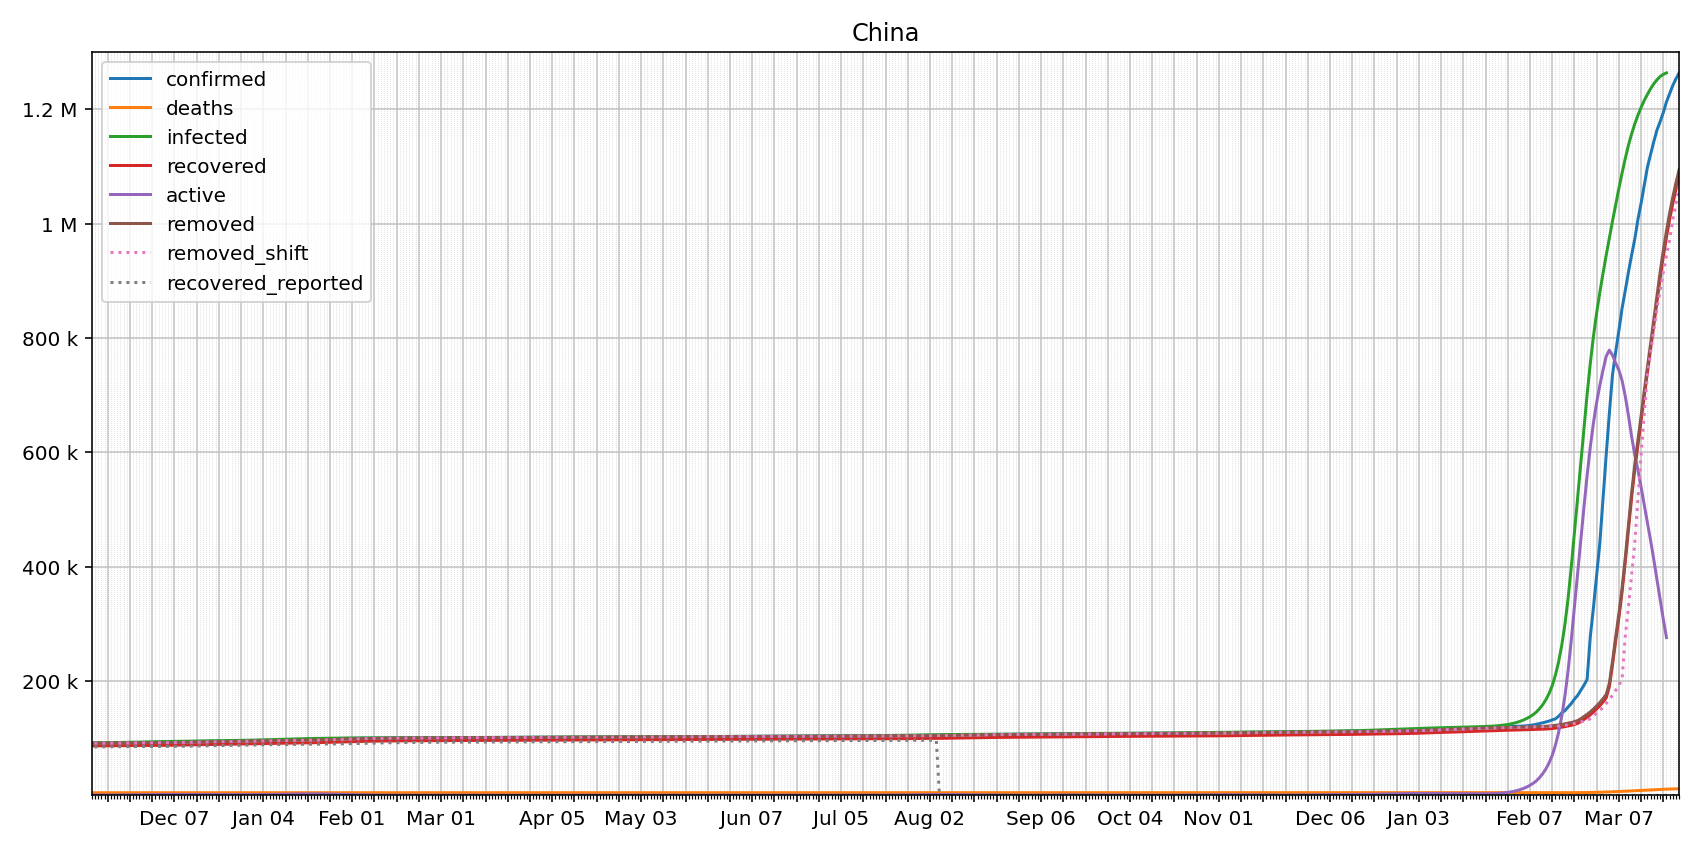 China
confirmed
deaths
infected
recovered
active
removed
removed_shift
recovered_reported
1.2 M
1 M
800 k
600 k
400 k
200 k
Dec 07 Jan 04 Feb 01 Mar 01 Apr 05 May 03 Jun 07 Jul 05 Aug 02 Sep 06 Oct 04 Nov 01 Dec 06 Jan 03 Feb 07 Mar 07